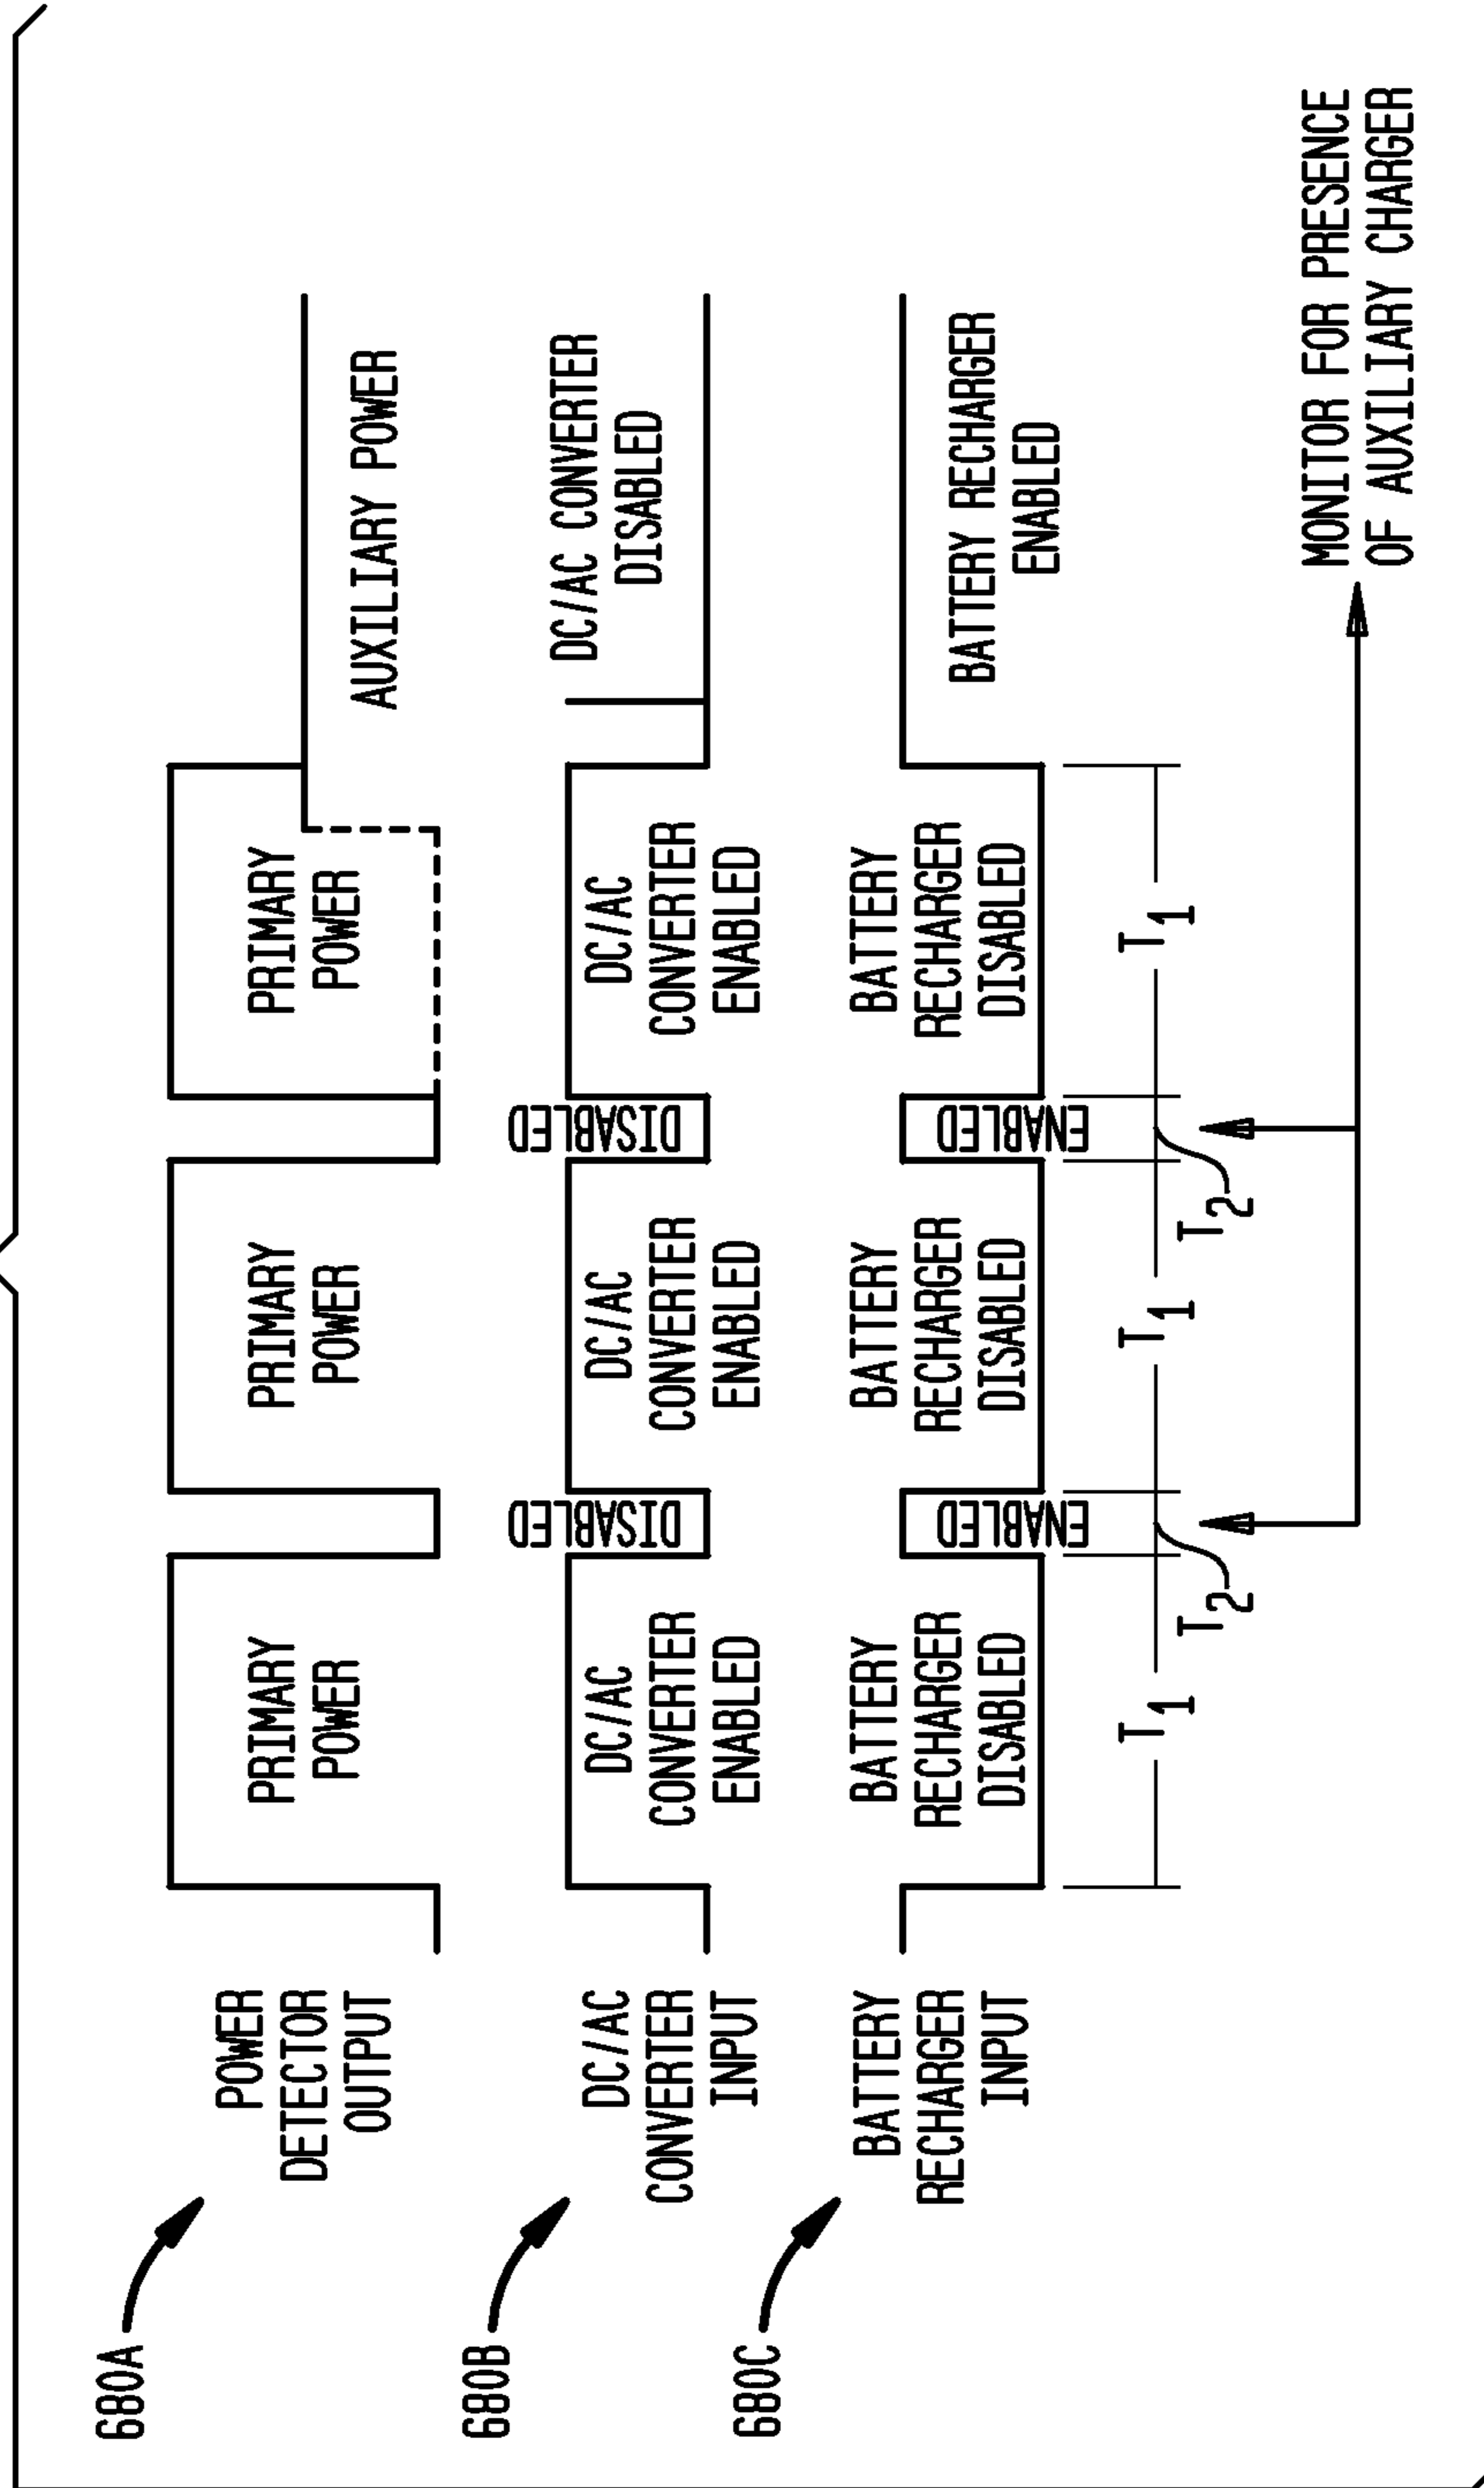 680A
POWER
DETECTOR
OUTPUT
PRIMARY
POWER
PRIMARY
POWER
PRIMARY
POWER
AUXILIARY POWER
680B
DC/AC
CONVERTER
INPUT
DC/AC
CONVERTER
ENABLED
DISABLED
DC/AC
CONVERTER
ENABLED
DISABLED
DC/AC
CONVERTER
ENABLED
DC/AC CONVERTER
DISABLED
680C
BATTERY
RECHARGER
INPUT
BATTERY
RECHARGER
DISABLED
ENABLED
BATTERY
RECHARGER
DISABLED
ENABLED
BATTERY
RECHARGER
DISABLED
BATTERY RECHARGER
ENABLED
T1
T2
T1
T2
T1
MONITOR FOR PRESENCE
OF AUXILIARY CHARGER